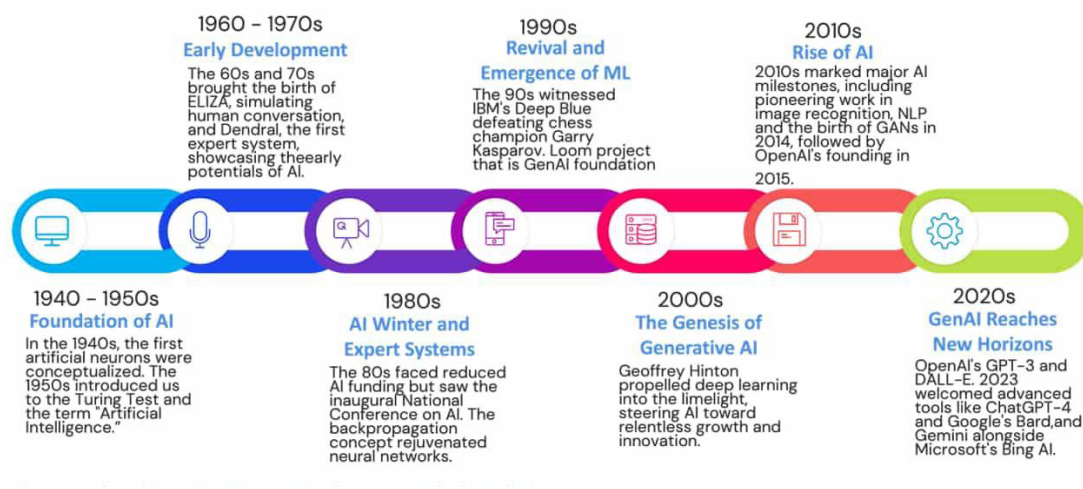 1960 - 1970s
Early Development
The 60s and 70s
brought the birth of
ELIZA, simulating
human conversation,
and Dendral, the first
expert system,
showcasing theearly
potentials of AI.
1990s
Revival and
Emergence of ML
The 90s witnessed
IBM's Deep Blue
defeating chess
champion Garry
Kasparov. Loom project
that is GenAI foundation
2010s
Rise of AI
2010s marked major AI
milestones, including
pioneering work in
image recognition, NLP
and the birth of GANs in
2014, followed by
OpenAI's founding in
2015.
1940 - 1950s
Foundation of AI
In the 1940s, the first
artificial neurons were
conceptualized. The
1950s introduced us
to the Turing Test and
the term "Artificial
Intelligence."
1980s
AI Winter and
Expert Systems
The 80s faced reduced
AI funding but saw the
inaugural National
Conference on AI. The
backpropagation
concept rejuvenated
neural networks.
2000s
The Genesis of
Generative AI
Geoffrey Hinton
propelled deep learning
into the limelight,
steering AI toward
relentless growth and
innovation.
2020s
GenAI Reaches
New Horizons
OpenAI's GPT-3 and
DALL-E. 2023
welcomed advanced
tools like ChatGPT-4
and Google's Bard,and
Gemini alongside
Microsoft's Bing AI.